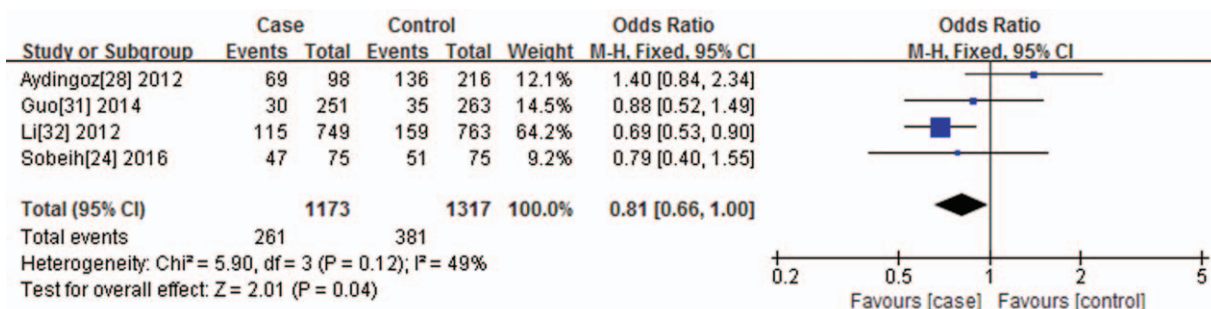 Case Control Odds Ratio Odds Ratio
Study or Subgroup Events Total Events Total Weight M-H, Fixed, 95% CI M-H, Fixed, 95% CI
Aydingoz[28] 2012 69 98 136 216 12.1% 1.40 [0.84, 2.34]
Guo[31] 2014 30 251 35 263 14.5% 0.88 [0.52, 1.49]
Li[32] 2012 115 749 159 763 64.2% 0.69 [0.53, 0.90]
Sobeih[24] 2016 47 75 51 75 9.2% 0.79 [0.40, 1.55]
Total (95% CI) 1173 1317 100.0% 0.81 [0.66, 1.00]
Total events 261 381
Heterogeneity: Chi² = 5.90, df = 3 (P = 0.12); I² = 49%
Test for overall effect: Z = 2.01 (P = 0.04)
0.2 0.5 1 2 5
Favours [case] Favours [control]